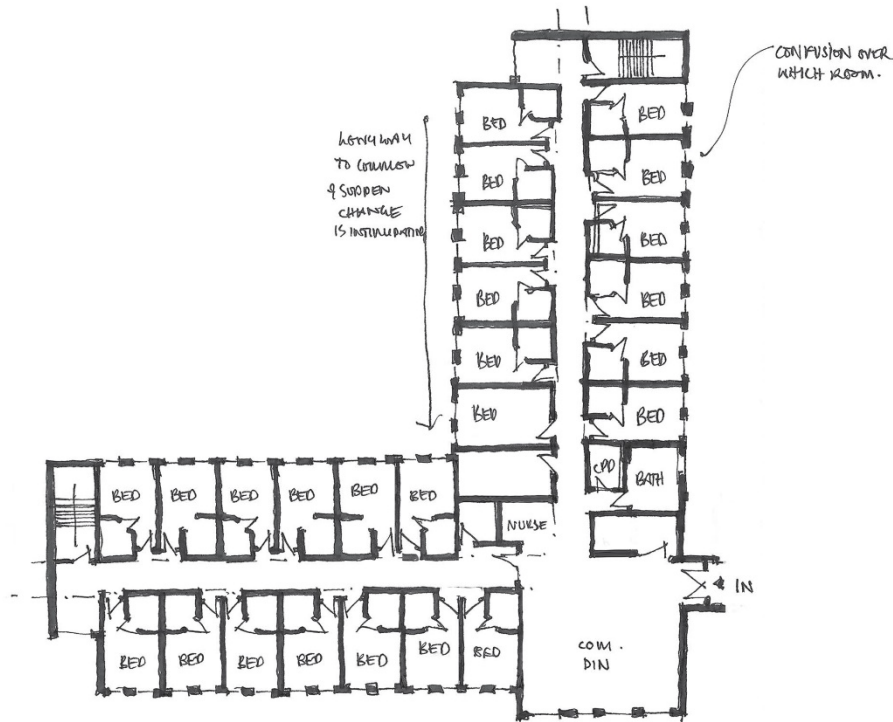 CONFUSION OVER
WHICH ROOM.
LONG WAY
TO COMMON
& SUDDEN
CHANGE
IS INTIMIDATING
BED
BED
BED
BED
BED
BED
BED
BED
BED
BED
BED
BED
CPD
BATH
BED BED BED BED BED BED
NURSE
IN
BED BED BED BED BED BED BED
COM.
DIN